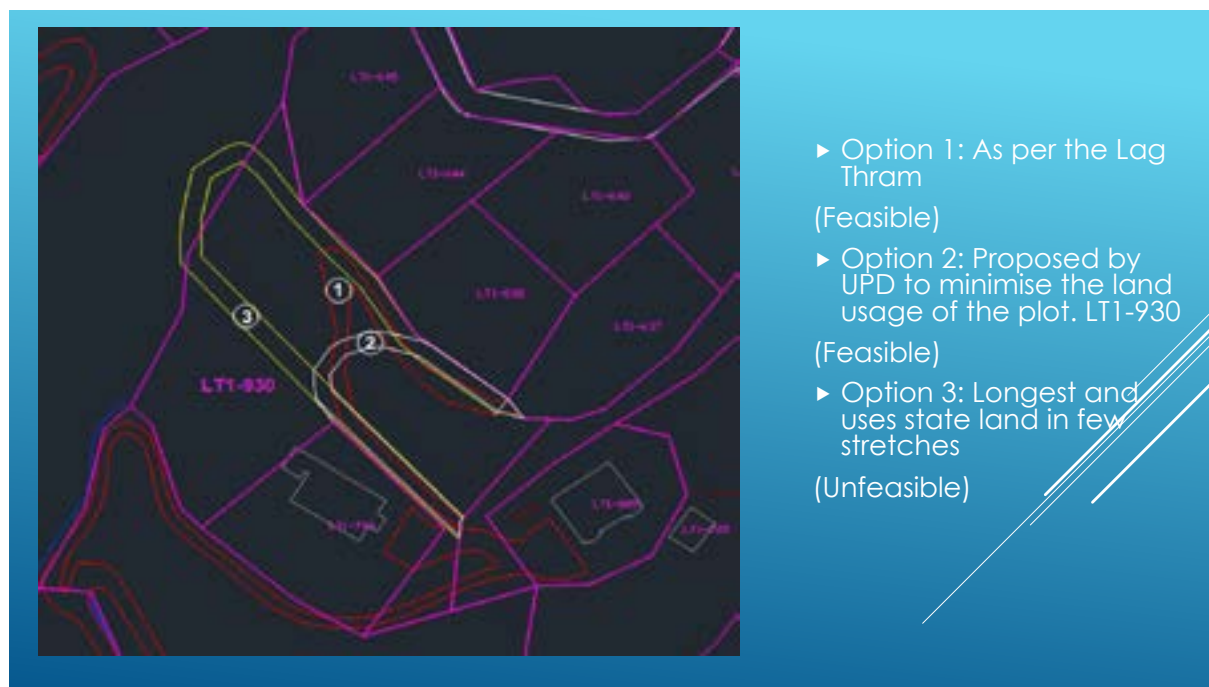 1
3
2
LT1-930
▶ Option 1: As per the Lag
Thram
(Feasible)
▶ Option 2: Proposed by
UPD to minimise the land
usage of the plot. LT1-930
(Feasible)
▶ Option 3: Longest and
uses state land in few
stretches
(Unfeasible)